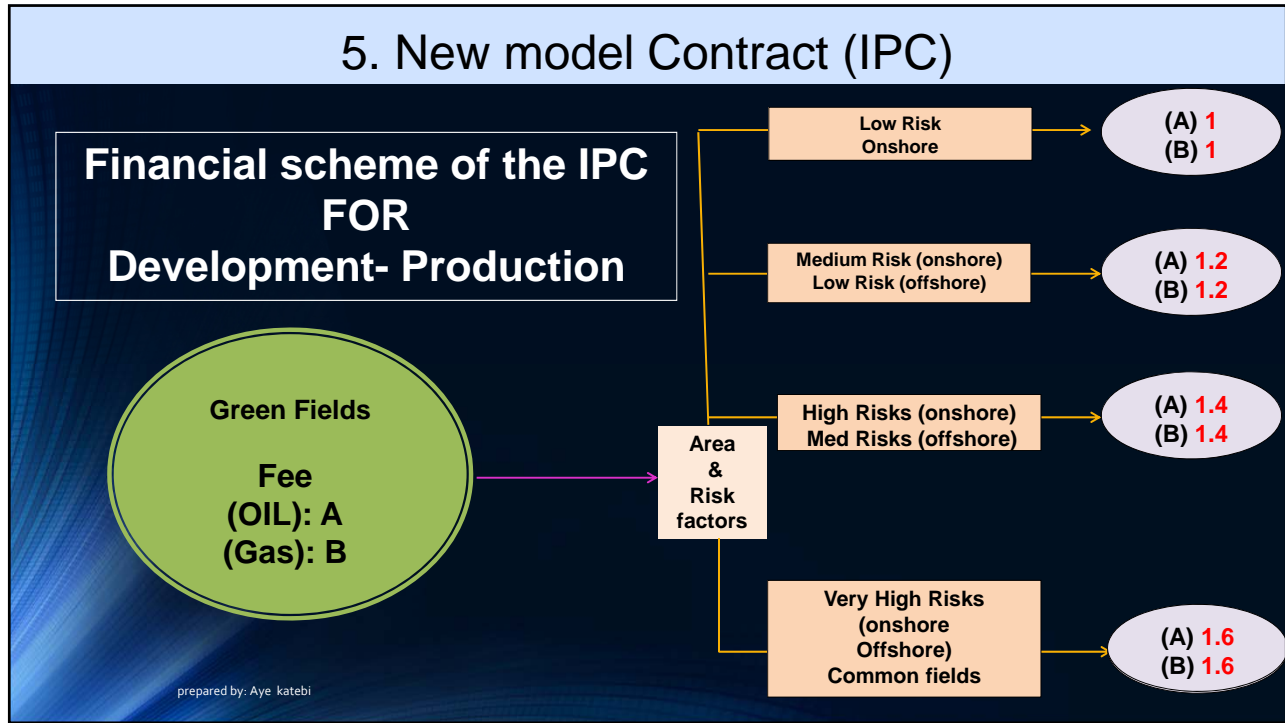 5. New model Contract (IPC)
Financial scheme of the IPC
FOR
Development- Production
Green Fields
Fee
(OIL): A
(Gas): B
Area
&
Risk
factors
Low Risk
Onshore
(A) 1
(B) 1
Medium Risk (onshore)
Low Risk (offshore)
(A) 1.2
(B) 1.2
High Risks (onshore)
Med Risks (offshore)
(A) 1.4
(B) 1.4
Very High Risks
(onshore
Offshore)
Common fields
(A) 1.6
(B) 1.6
prepared by: Aye katebi